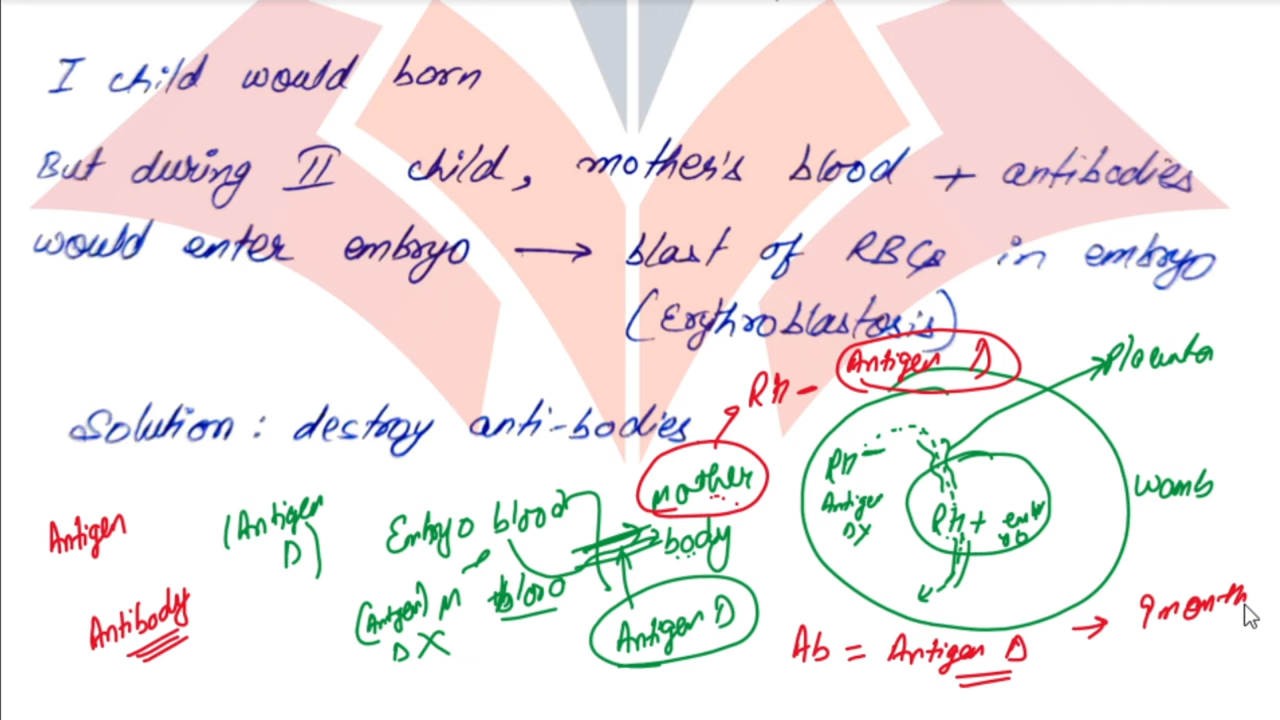 I child would born
But during II child, mother's blood + antibodies
would enter embryo → blast of RBCs in embryo
(Erythroblastosis)
Solution : destroy anti-bodies
Rh - Antigen D
Placenta
mother
body
Rh -
Antigen
D X
Rh + embryo
Womb
Antigen
(Antigen
D)
Embryo blood
(Antigen) M blood
D X
Antigen D
Antibody
Ab = Antigen D → 9 month